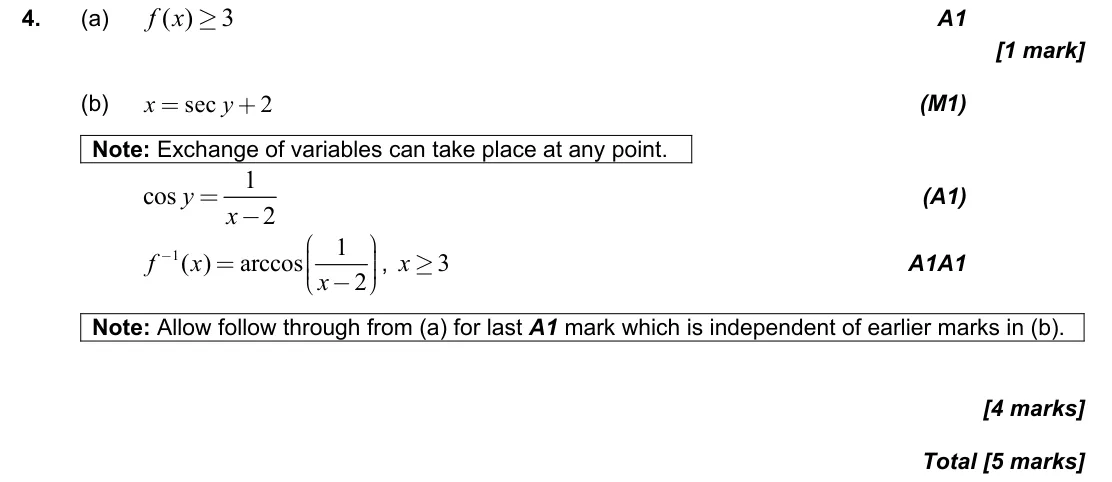 4. (a) f(x) ≥ 3 A1
[1 mark]
(b) x = sec y + 2 (M1)
Note: Exchange of variables can take place at any point.
cos y = 1/(x − 2) (A1)
f⁻¹(x) = arccos(1/(x − 2)), x ≥ 3 A1A1
Note: Allow follow through from (a) for last A1 mark which is independent of earlier marks in (b).
[4 marks]
Total [5 marks]